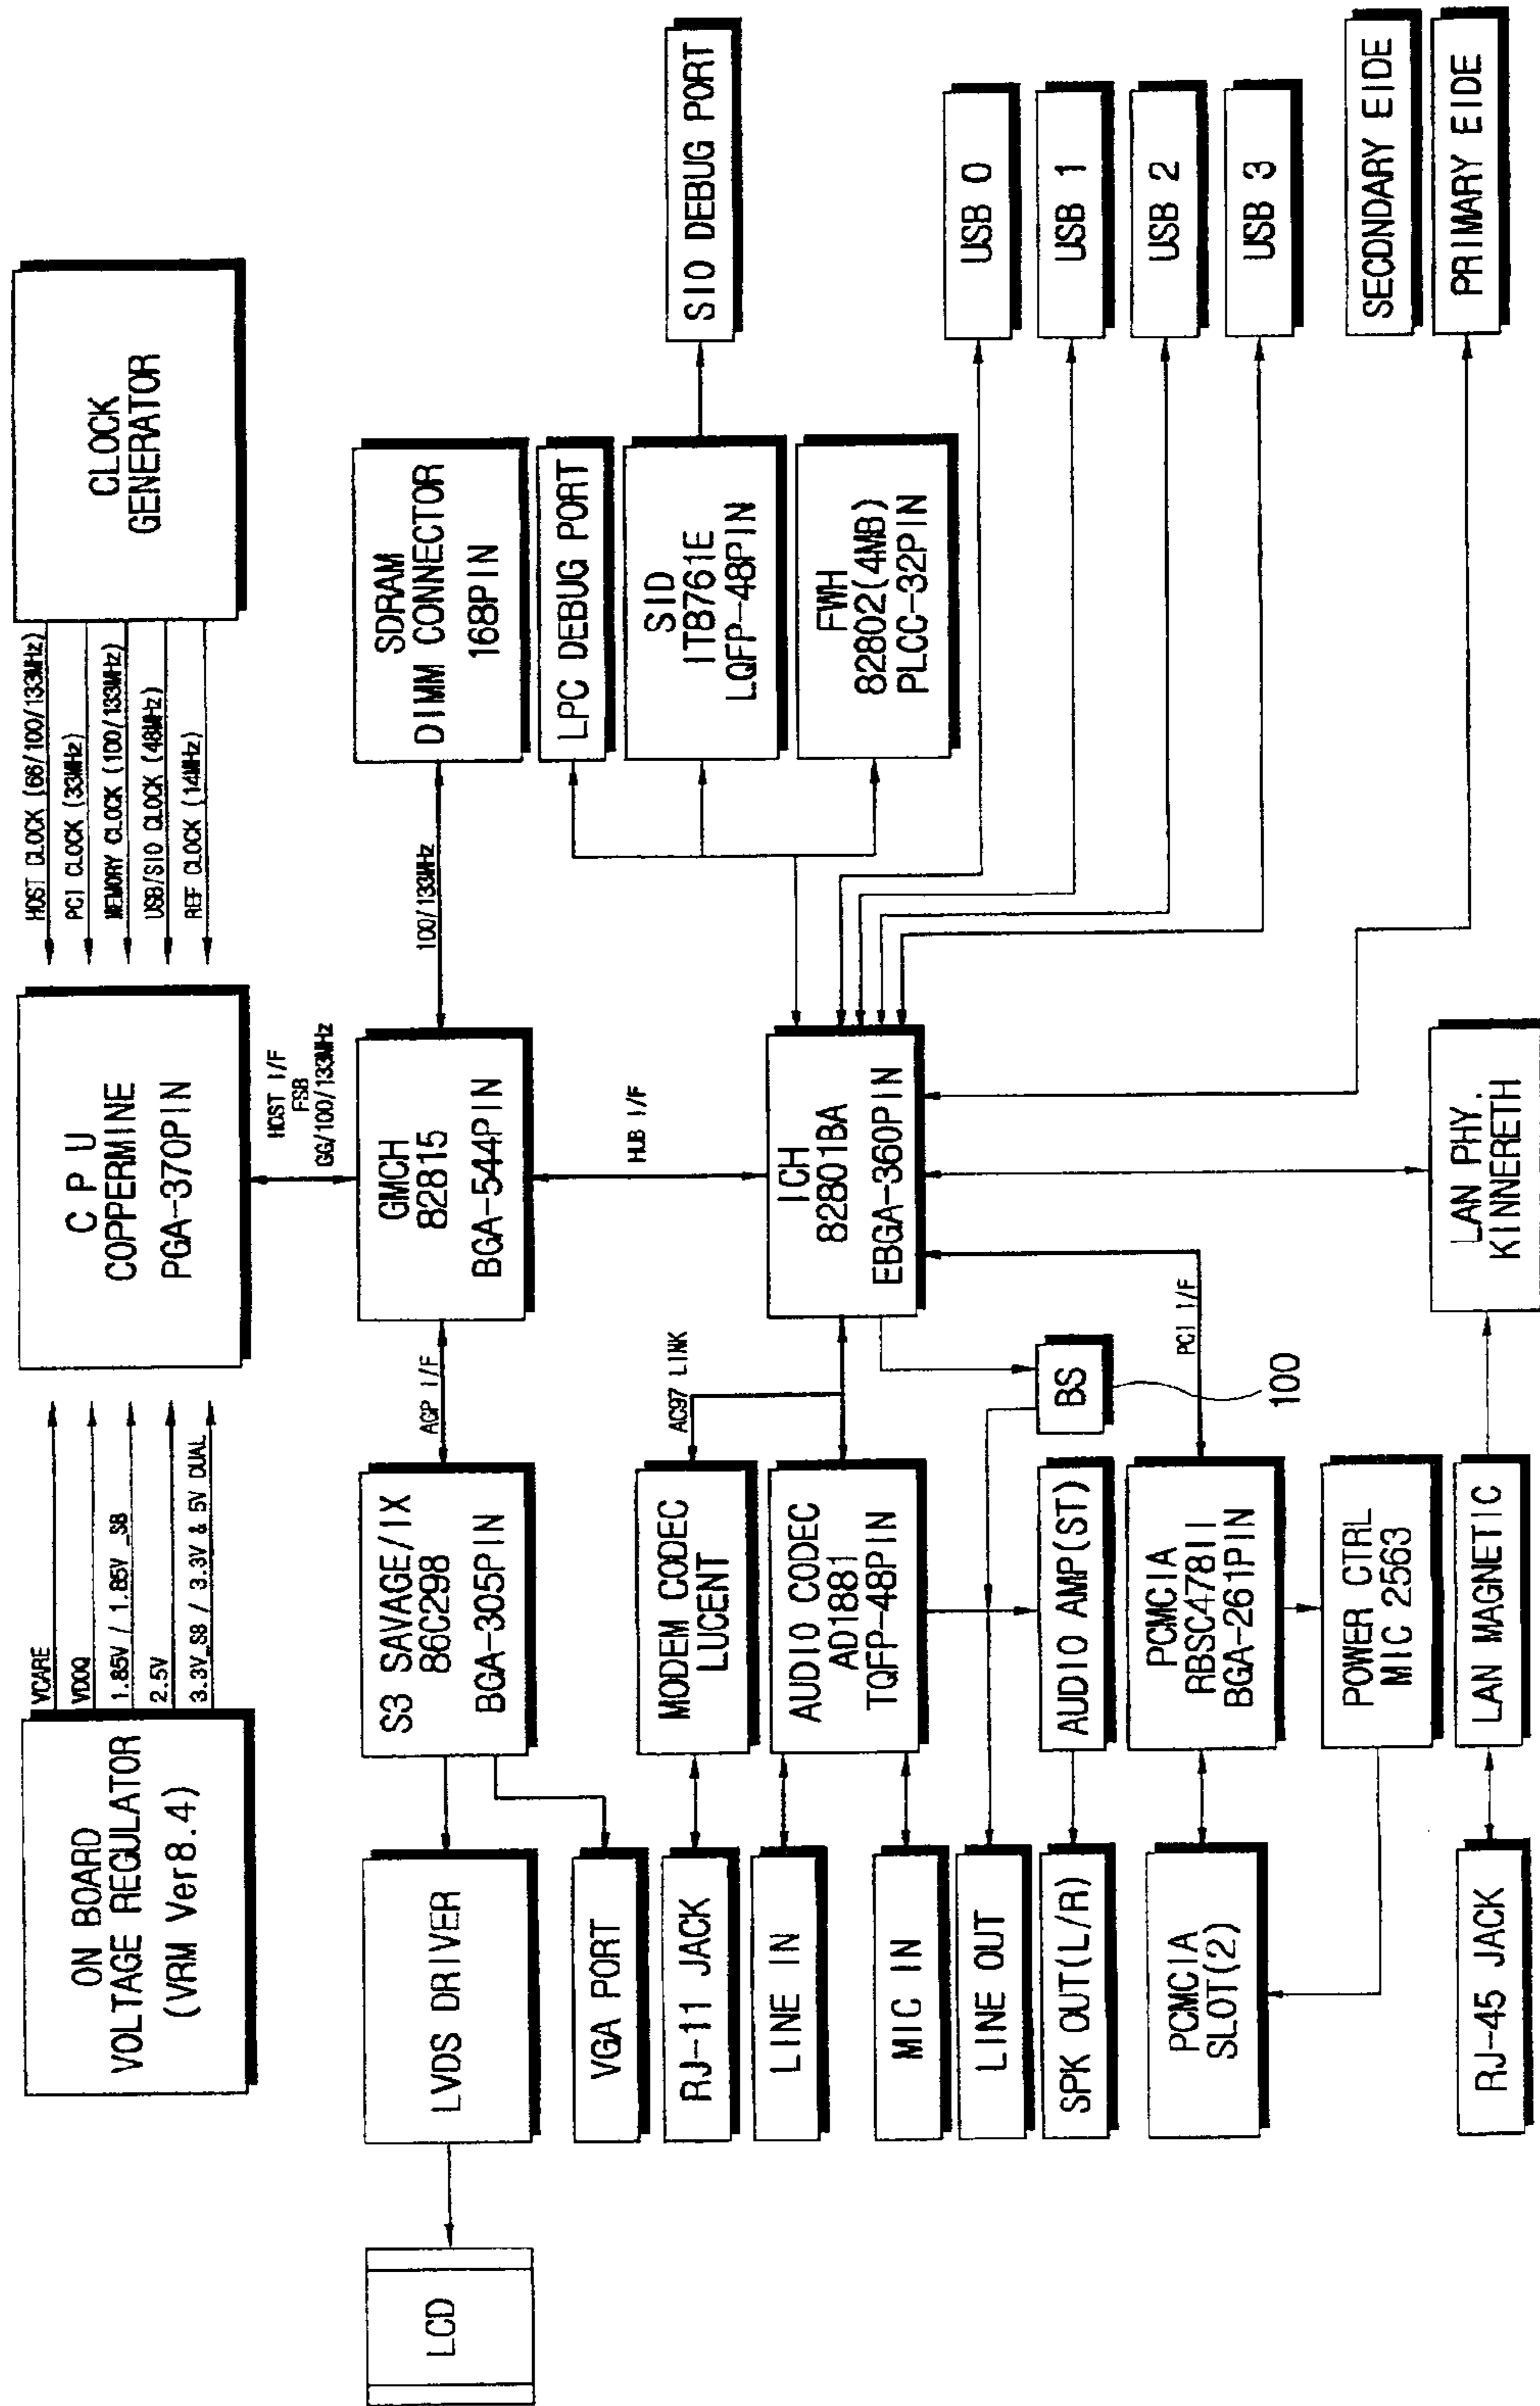 ON BOARD
VOLTAGE REGULATOR
(VRM Ver8.4)
VCARE
VDDQ
1.85V / 1.85V _SB
2.5V
3.3V_SB / 3.3V & 5V DUAL
C P U
COPPERMINE
PGA-370PIN
HOST CLOCK (66/100/133MHz)
PCI CLOCK (33MHz)
MEMORY CLOCK (100/133MHz)
USB/SIO CLOCK (48MHz)
REF CLOCK (14MHz)
CLOCK
GENERATOR
HOST I/F
FSB
GG/100/133MHz
LCD
LVDS DRIVER
S3 SAVAGE/IX
86C298
BGA-305PIN
AGP I/F
GMCH
82815
BGA-544PIN
100/133MHz
SDRAM
DIMM CONNECTOR
168PIN
VGA PORT
HUB I/F
LPC DEBUG PORT
RJ-11 JACK
MODEM CODEC
LUCENT
AC97 LINK
SIO
IT8761E
LQFP-48PIN
SIO DEBUG PORT
LINE IN
AUDIO CODEC
AD1881
TQFP-48PIN
ICH
82801BA
EBGA-360PIN
FWH
82802(4MB)
PLCC-32PIN
MIC IN
LINE OUT
USB 0
SPK OUT(L/R)
AUDIO AMP(ST)
BS
USB 1
PCMCIA
SLOT(2)
PCMCIA
RBSC478II
BGA-261PIN
PCI I/F
USB 2
100
USB 3
POWER CTRL
MIC 2563
SECDNDARY EIDE
RJ-45 JACK
LAN MAGNETIC
LAN PHY.
KINNERETH
PRIMARY EIDE